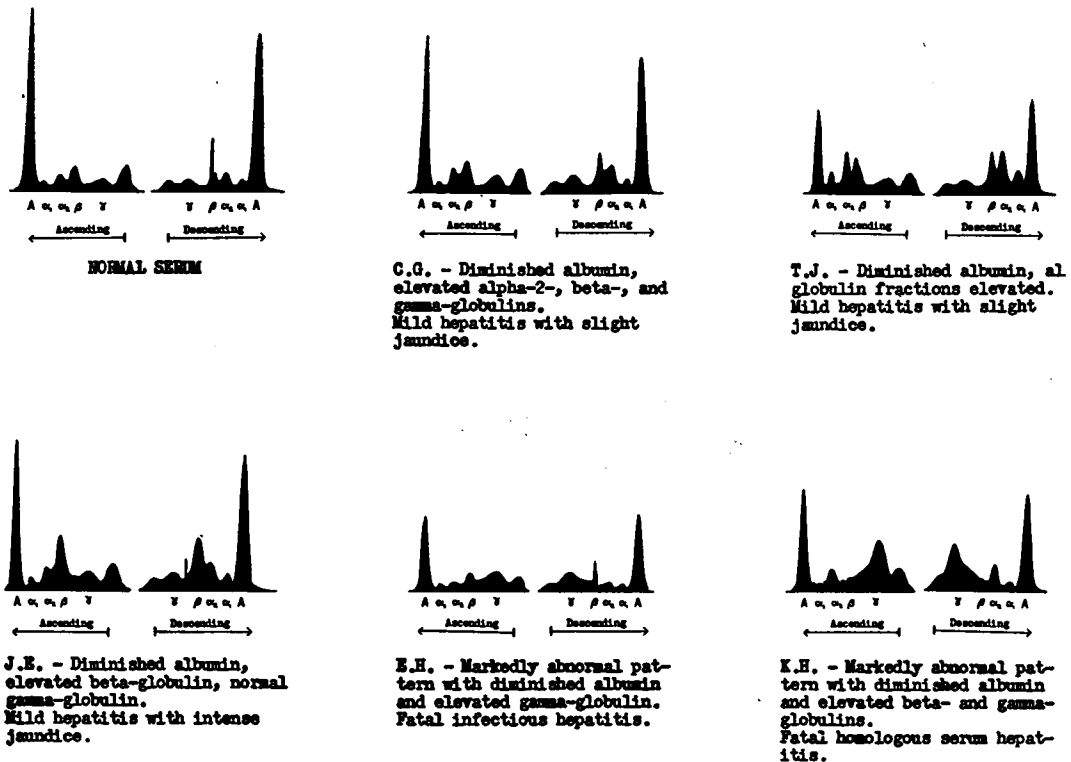 A α₁ α₂ β γ
γ β α₂ α₁ A
Ascending
Descending
NORMAL SERUM
A α₁ α₂ β γ
γ β α₂ α₁ A
Ascending
Descending
C.G. - Diminished albumin,
elevated alpha-2-, beta-, and
gamma-globulins.
Mild hepatitis with slight
jaundice.
A α₁ α₂ β γ
γ β α₂ α₁ A
Ascending
Descending
T.J. - Diminished albumin, al
globulin fractions elevated.
Mild hepatitis with slight
jaundice.
A α₁ α₂ β γ
γ β α₂ α₁ A
Ascending
Descending
J.E. - Diminished albumin,
elevated beta-globulin, normal
gamma-globulin.
Mild hepatitis with intense
jaundice.
A α₁ α₂ β γ
γ β α₂ α₁ A
Ascending
Descending
E.H. - Markedly abnormal pat-
tern with diminished albumin
and elevated gamma-globulin.
Fatal infectious hepatitis.
A α₁ α₂ β γ
γ β α₂ α₁ A
Ascending
Descending
K.H. - Markedly abnormal pat-
tern with diminished albumin
and elevated beta- and gamma-
globulins.
Fatal homologous serum hepat-
itis.